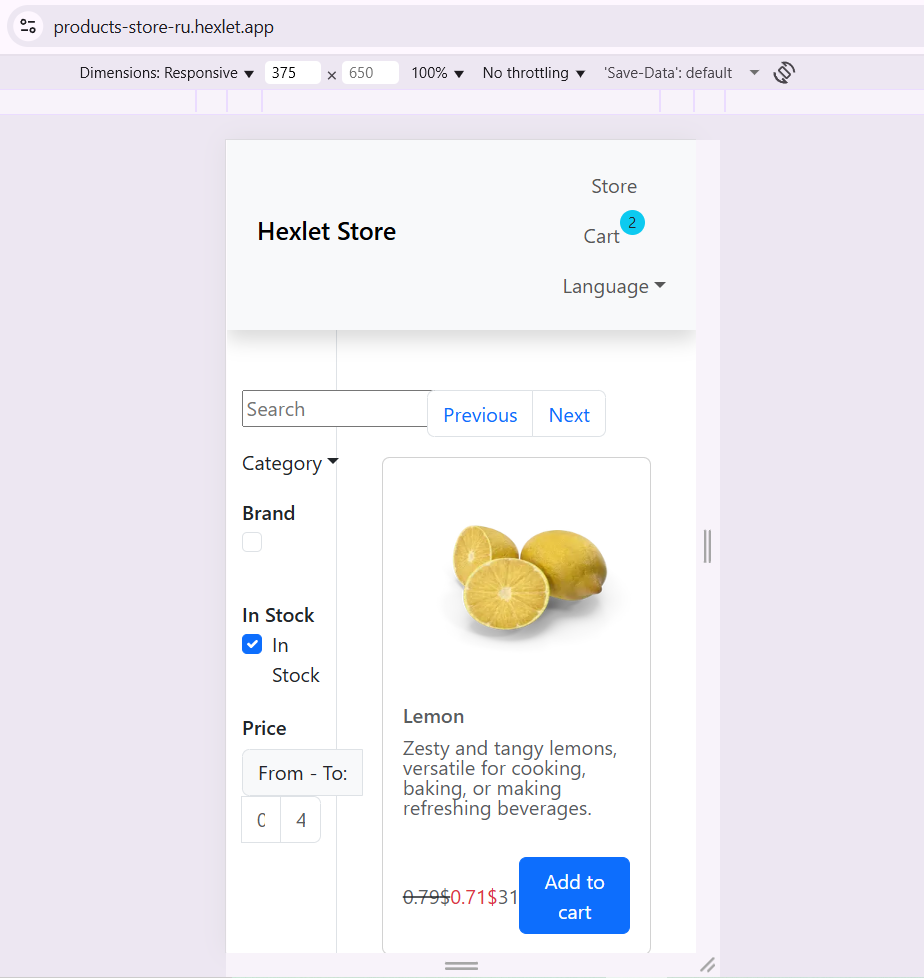 products-store-ru.hexlet.app
Dimensions: Responsive 375 × 650 100% No throttling 'Save-Data': default
Store
Hexlet Store
Cart 2
Language
Search
Previous Next
Category
Brand
In Stock
In
Stock
Price
From - To:
4
Lemon
Zesty and tangy lemons,
versatile for cooking,
baking, or making
refreshing beverages.
0.79$0.71$31
Add to
cart